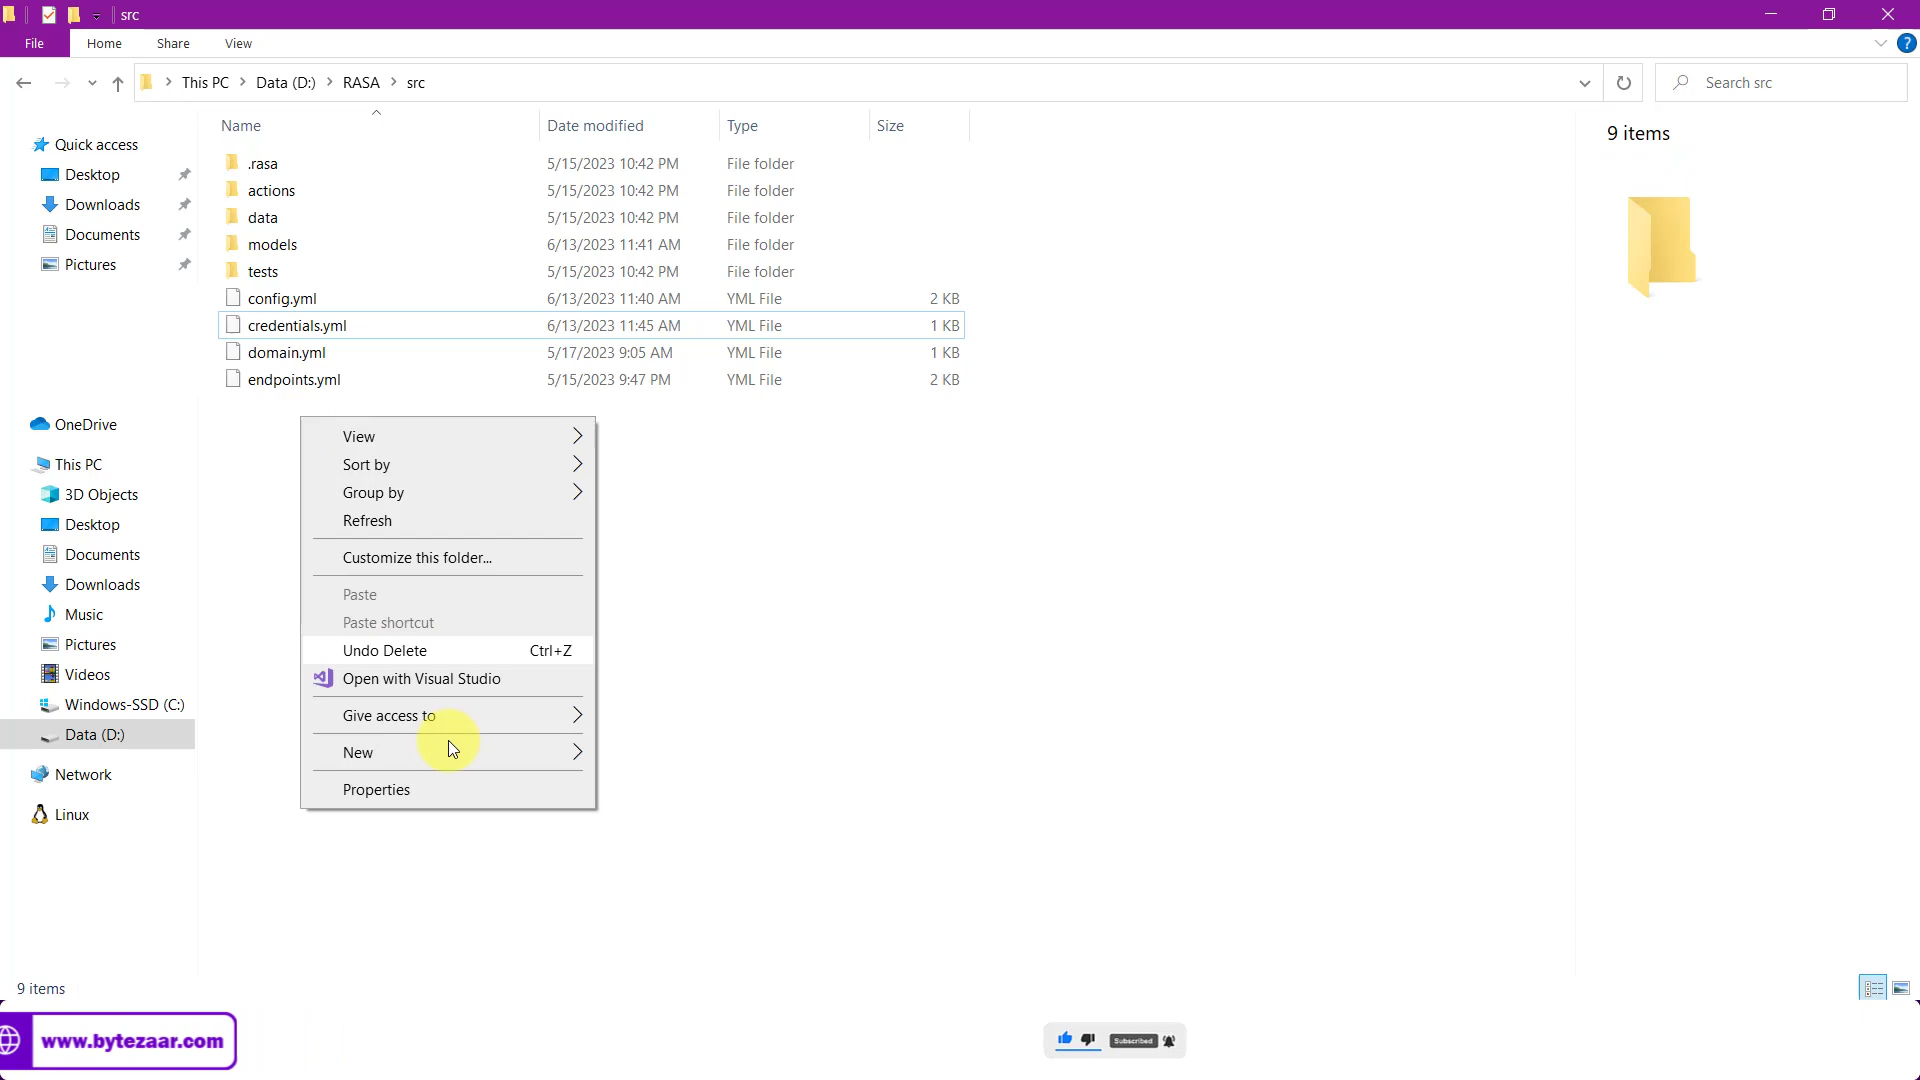 src
File Home Share View
?
This PC Data (D:) RASA src
Search src
Name Date modified Type Size
.rasa 5/15/2023 10:42 PM File folder
actions 5/15/2023 10:42 PM File folder
data 5/15/2023 10:42 PM File folder
models 6/13/2023 11:41 AM File folder
tests 5/15/2023 10:42 PM File folder
config.yml 6/13/2023 11:40 AM YML File 2 KB
credentials.yml 6/13/2023 11:45 AM YML File 1 KB
domain.yml 5/17/2023 9:05 AM YML File 1 KB
endpoints.yml 5/15/2023 9:47 PM YML File 2 KB
9 items
Quick access
Desktop
Downloads
Documents
Pictures
OneDrive
This PC
3D Objects
Desktop
Documents
Downloads
Music
Pictures
Videos
Windows-SSD (C:)
Data (D:)
Network
Linux
View
Sort by
Group by
Refresh
Customize this folder...
Paste
Paste shortcut
Undo Delete Ctrl+Z
Open with Visual Studio
Give access to
New
Properties
9 items
www.bytezaar.com
Subscribed